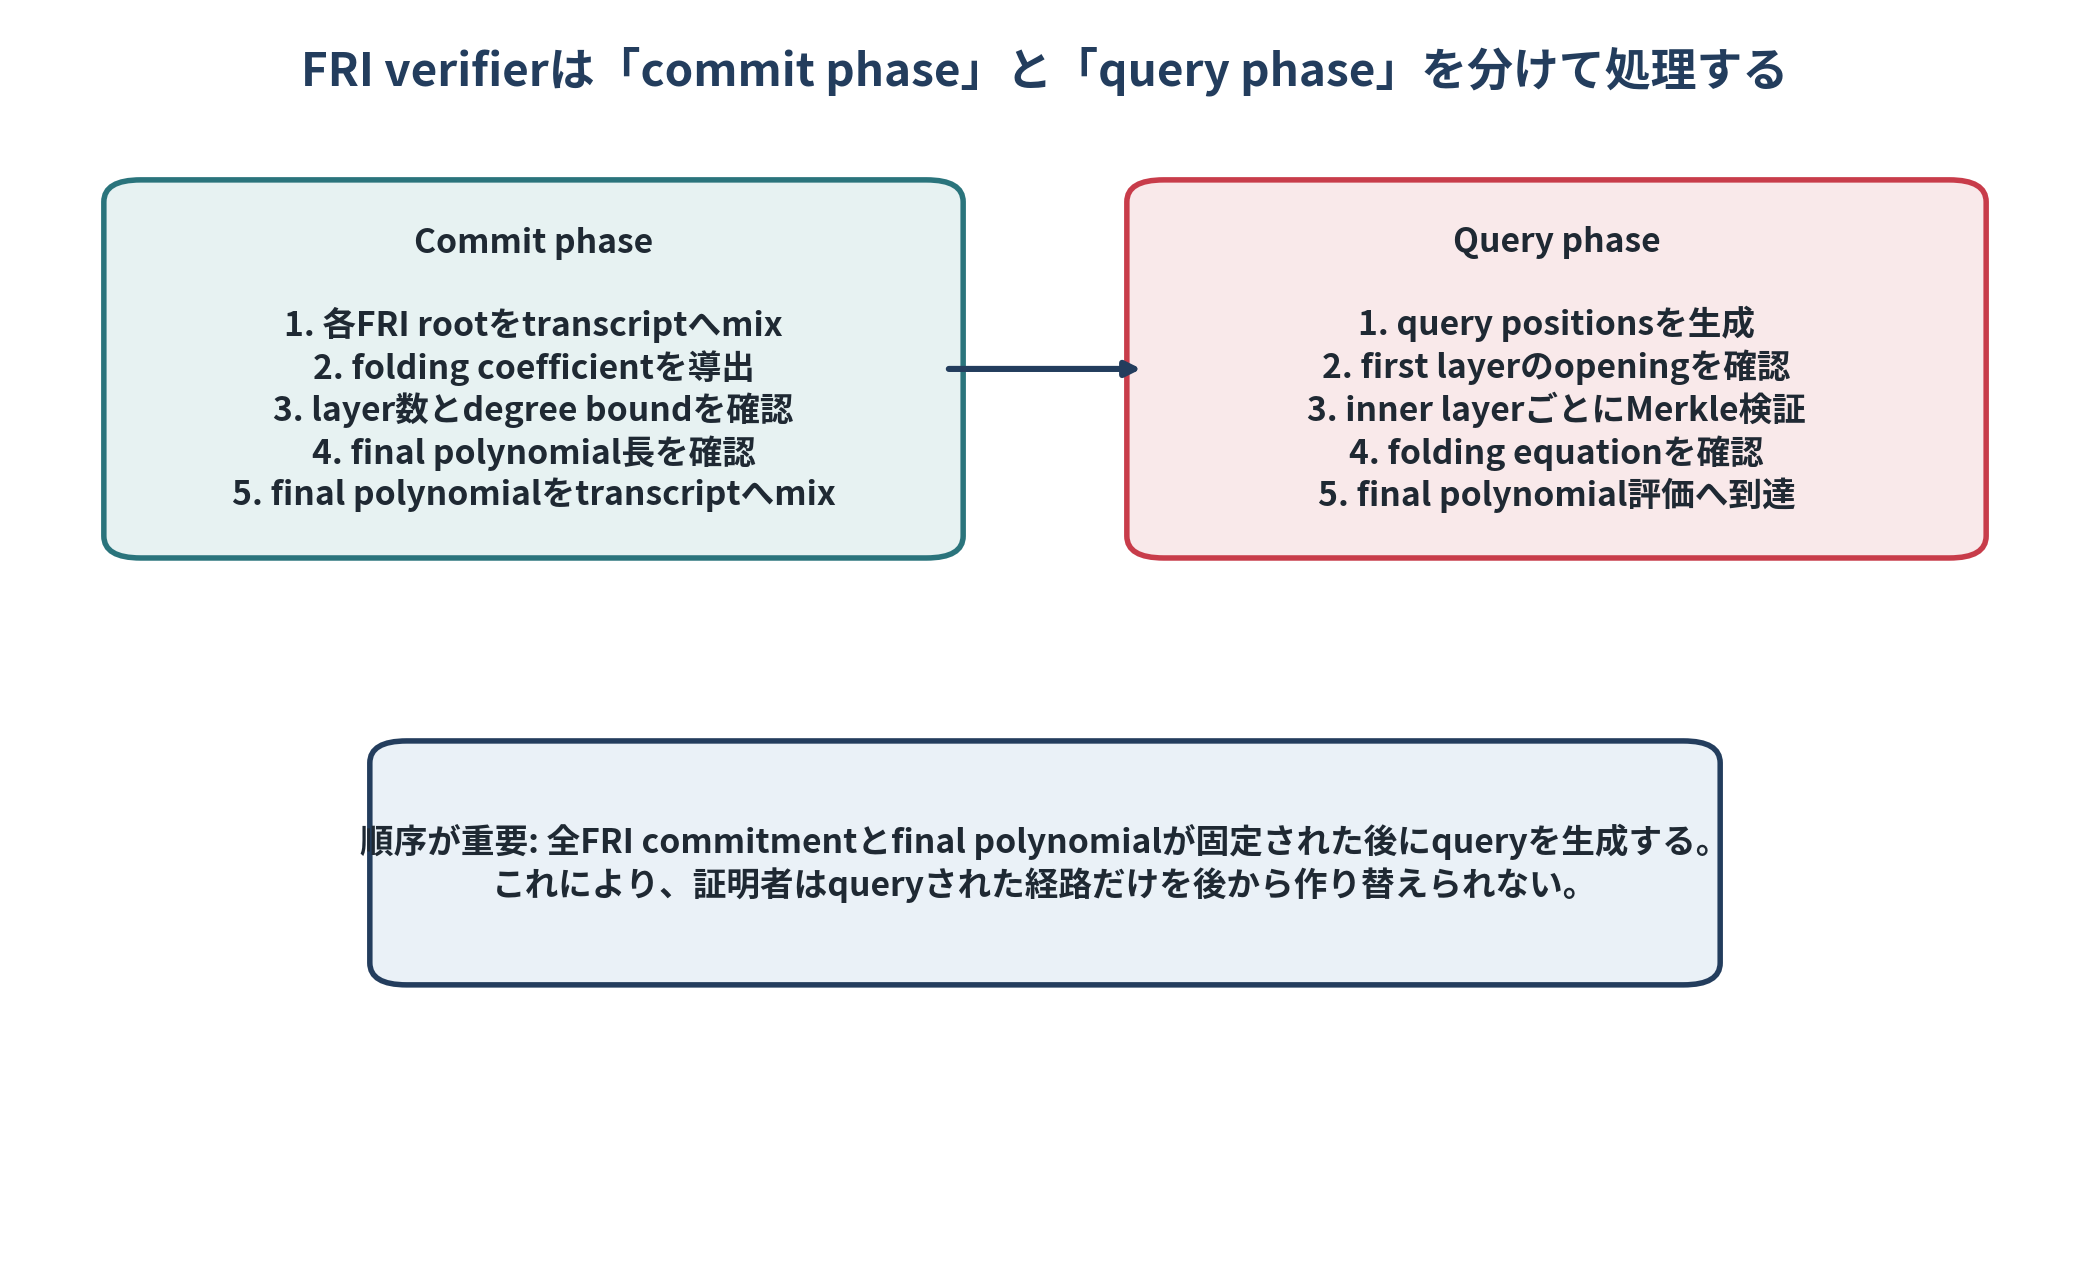 FRI verifierは「commit phase」と「query phase」を分けて処理する
Commit phase
1. 各FRI rootをtranscriptへmix
2. folding coefficientを導出
3. layer数とdegree boundを確認
4. final polynomial長を確認
5. final polynomialをtranscriptへmix
Query phase
1. query positionsを生成
2. first layerのopeningを確認
3. inner layerごとにMerkle検証
4. folding equationを確認
5. final polynomial評価へ到達
順序が重要: 全FRI commitmentとfinal polynomialが固定された後にqueryを生成する。
これにより、証明者はqueryされた経路だけを後から作り替えられない。